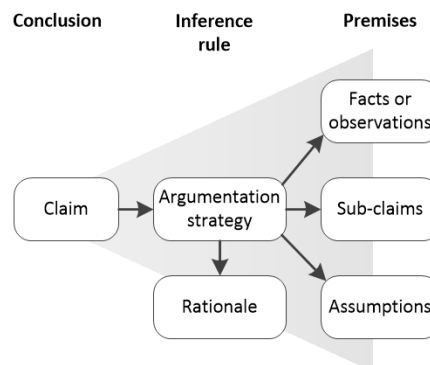 Conclusion
Inference
rule
Premises
Facts or
observations
Claim
Argumentation
strategy
Sub-claims
Rationale
Assumptions